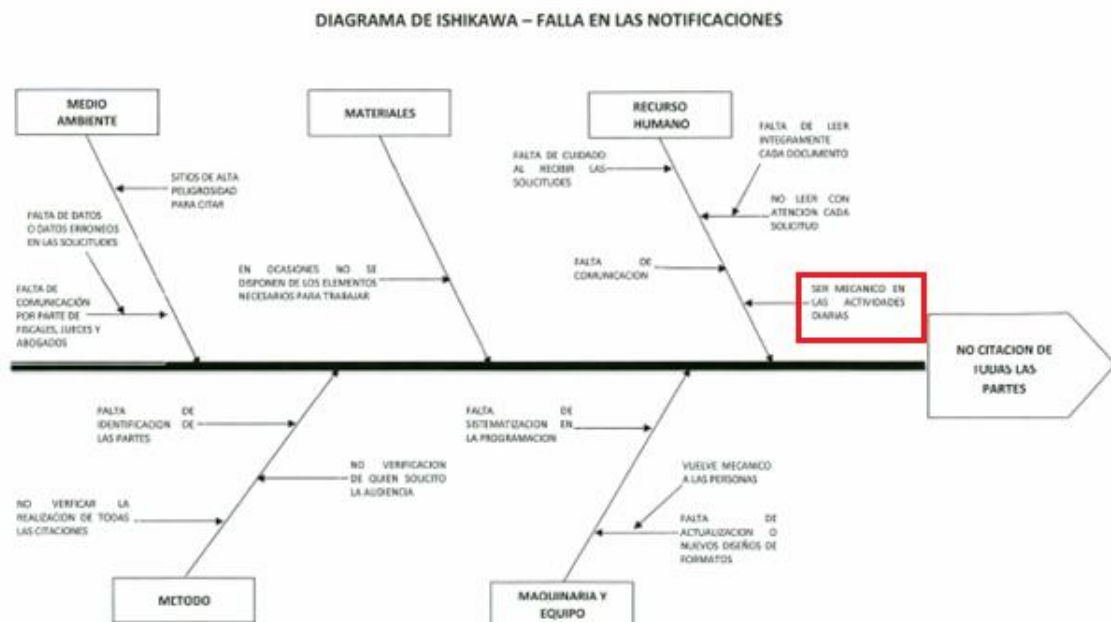 DIAGRAMA DE ISHIKAWA – FALLA EN LAS NOTIFICACIONES
MEDIO
AMBIENTE
MATERIALES
RECURSO
HUMANO
SITIOS DE ALTA
PELIGROSIDAD
PARA CITAR
FALTA DE DATOS
O DATOS ERRONEOS
EN LAS SOLICITUDES
FALTA DE
COMUNICACIÓN
POR PARTE DE
FISCALES, JUECES Y
ABOGADOS
EN OCASIONES NO SE
DISPONEN DE LOS ELEMENTOS
NECESARIOS PARA TRABAJAR
FALTA DE CUIDADO
AL RECIBIR LAS
SOLICITUDES
FALTA DE LEER
INTEGRAMENTE
CADA DOCUMENTO
NO LEER CON
ATENCION CADA
SOLICITUD
FALTA DE
COMUNICACION
SER MECANICO EN
LAS ACTIVIDADES
DIARIAS
NO CITACION DE
TODAS LAS
PARTES
FALTA DE
IDENTIFICACION DE
LAS PARTES
NO VERIFICACION
DE QUIEN SOLICITO
LA AUDIENCIA
NO VERFICAR LA
REALIZACION DE TODAS
LAS CITACIONES
FALTA DE
SISTEMATIZACION EN
LA PROGRAMACION
VUELVE MECANICO
A LAS PERSONAS
FALTA DE
ACTUALIZACION O
NUEVOS DISEÑOS DE
FORMATOS
METODO
MAQUINARIA Y
EQUIPO